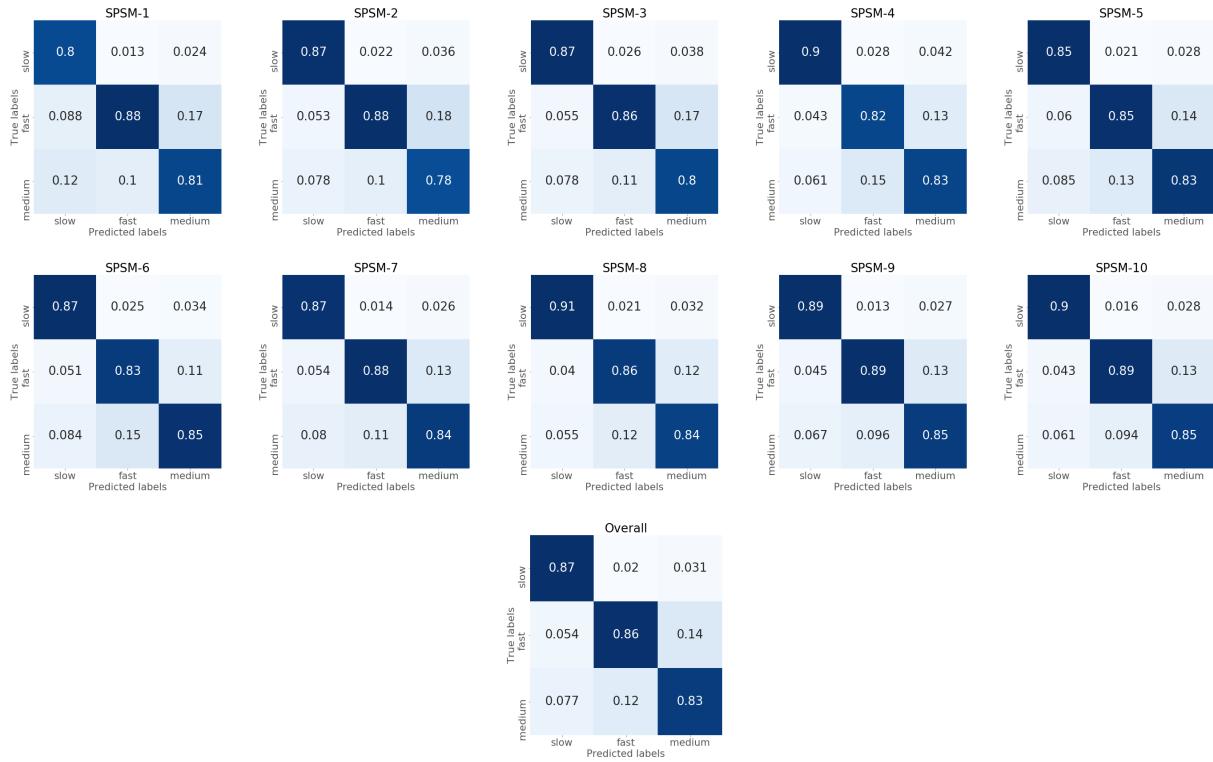 SPSM-1
slow
fast
medium
True labels
0.8 0.013 0.024
0.088 0.88 0.17
0.12 0.1 0.81
slow fast medium
Predicted labels
SPSM-2
slow
fast
medium
True labels
0.87 0.022 0.036
0.053 0.88 0.18
0.078 0.1 0.78
slow fast medium
Predicted labels
SPSM-3
slow
fast
medium
True labels
0.87 0.026 0.038
0.055 0.86 0.17
0.078 0.11 0.8
slow fast medium
Predicted labels
SPSM-4
slow
fast
medium
True labels
0.9 0.028 0.042
0.043 0.82 0.13
0.061 0.15 0.83
slow fast medium
Predicted labels
SPSM-5
slow
fast
medium
True labels
0.85 0.021 0.028
0.06 0.85 0.14
0.085 0.13 0.83
slow fast medium
Predicted labels
SPSM-6
slow
fast
medium
True labels
0.87 0.025 0.034
0.051 0.83 0.11
0.084 0.15 0.85
slow fast medium
Predicted labels
SPSM-7
slow
fast
medium
True labels
0.87 0.014 0.026
0.054 0.88 0.13
0.08 0.11 0.84
slow fast medium
Predicted labels
SPSM-8
slow
fast
medium
True labels
0.91 0.021 0.032
0.04 0.86 0.12
0.055 0.12 0.84
slow fast medium
Predicted labels
SPSM-9
slow
fast
medium
True labels
0.89 0.013 0.027
0.045 0.89 0.13
0.067 0.096 0.85
slow fast medium
Predicted labels
SPSM-10
slow
fast
medium
True labels
0.9 0.016 0.028
0.043 0.89 0.13
0.061 0.094 0.85
slow fast medium
Predicted labels
Overall
slow
fast
medium
True labels
0.87 0.02 0.031
0.054 0.86 0.14
0.077 0.12 0.83
slow fast medium
Predicted labels